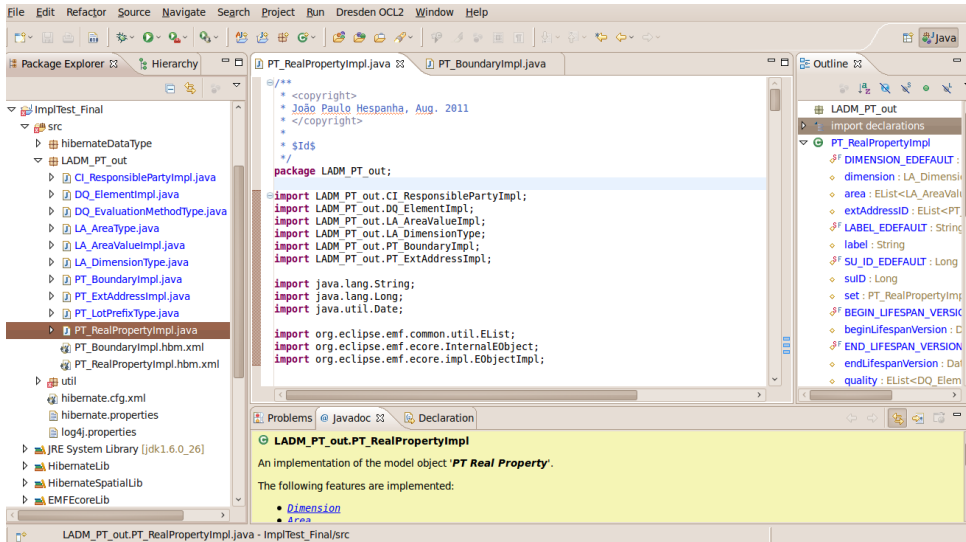 File Edit Refactor Source Navigate Search Project Run Dresden OCL2 Window Help
Java
Package Explorer
Hierarchy
ImplTest_Final
src
hibernateDataType
LADM_PT_out
CI_ResponsiblePartyImpl.java
DQ_ElementImpl.java
DQ_EvaluationMethodType.java
LA_AreaType.java
LA_AreaValueImpl.java
LA_DimensionType.java
PT_BoundaryImpl.java
PT_ExtAddressImpl.java
PT_LotPrefixType.java
PT_RealPropertyImpl.java
PT_BoundaryImpl.hbm.xml
PT_RealPropertyImpl.hbm.xml
util
hibernate.cfg.xml
hibernate.properties
log4j.properties
JRE System Library [jdk1.6.0_26]
HibernateLib
HibernateSpatialLib
EMFEcoreLib
PT_RealPropertyImpl.java
PT_BoundaryImpl.java
/**
* <copyright>
* João Paulo Hespanha, Aug. 2011
* </copyright>
*
* $Id$
*/
package LADM_PT_out;
import LADM_PT_out.CI_ResponsiblePartyImpl;
import LADM_PT_out.DQ_ElementImpl;
import LADM_PT_out.LA_AreaValueImpl;
import LADM_PT_out.LA_DimensionType;
import LADM_PT_out.PT_BoundaryImpl;
import LADM_PT_out.PT_ExtAddressImpl;
import java.lang.String;
import java.lang.Long;
import java.util.Date;
import org.eclipse.emf.common.util.EList;
import org.eclipse.emf.ecore.InternalEObject;
import org.eclipse.emf.ecore.impl.EObjectImpl;
Outline
LADM_PT_out
import declarations
PT_RealPropertyImpl
DIMENSION_EDEFAULT :
dimension : LA_Dimensi
area : EList<LA_AreaValu
extAddressID : EList<PT_
LABEL_EDEFAULT : String
label : String
SU_ID_EDEFAULT : Long
suID : Long
set : PT_RealPropertyImp
BEGIN_LIFESPAN_VERSIO
beginLifespanVersion : D
END_LIFESPAN_VERSION
endLifespanVersion : Dat
quality : EList<DQ_Elem
Problems
@ Javadoc
Declaration
LADM_PT_out.PT_RealPropertyImpl
An implementation of the model object 'PT Real Property'.
The following features are implemented:
• Dimension
• Area
LADM_PT_out.PT_RealPropertyImpl.java - ImplTest_Final/src